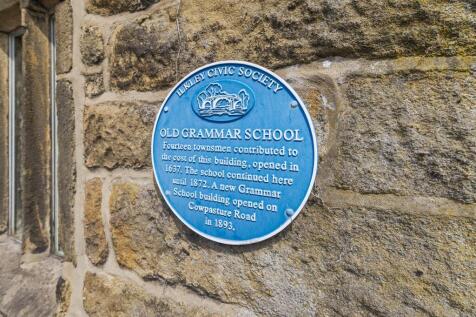 ILKLEY CIVIC SOCIETY
OLD GRAMMAR SCHOOL
Fourteen townsmen contributed to
the cost of this building, opened in
1637. The school continued here
until 1872. A new Grammar
School building opened on
Cowpasture Road
in 1893.